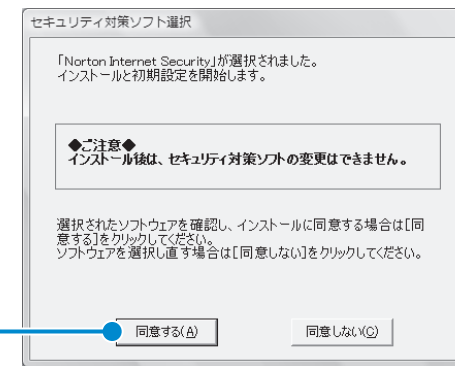 セキュリティ対策ソフト選択
「Norton Internet Security」が選択されました。
インストールと初期設定を開始します。
◆ご注意◆
インストール後は、セキュリティ対策ソフトの変更はできません。
選択されたソフトウェアを確認し、インストールに同意する場合は[同
意する]をクリックしてください。
ソフトウェアを選択し直す場合は[同意しない]をクリックしてください。
同意する(A)
同意しない(C)